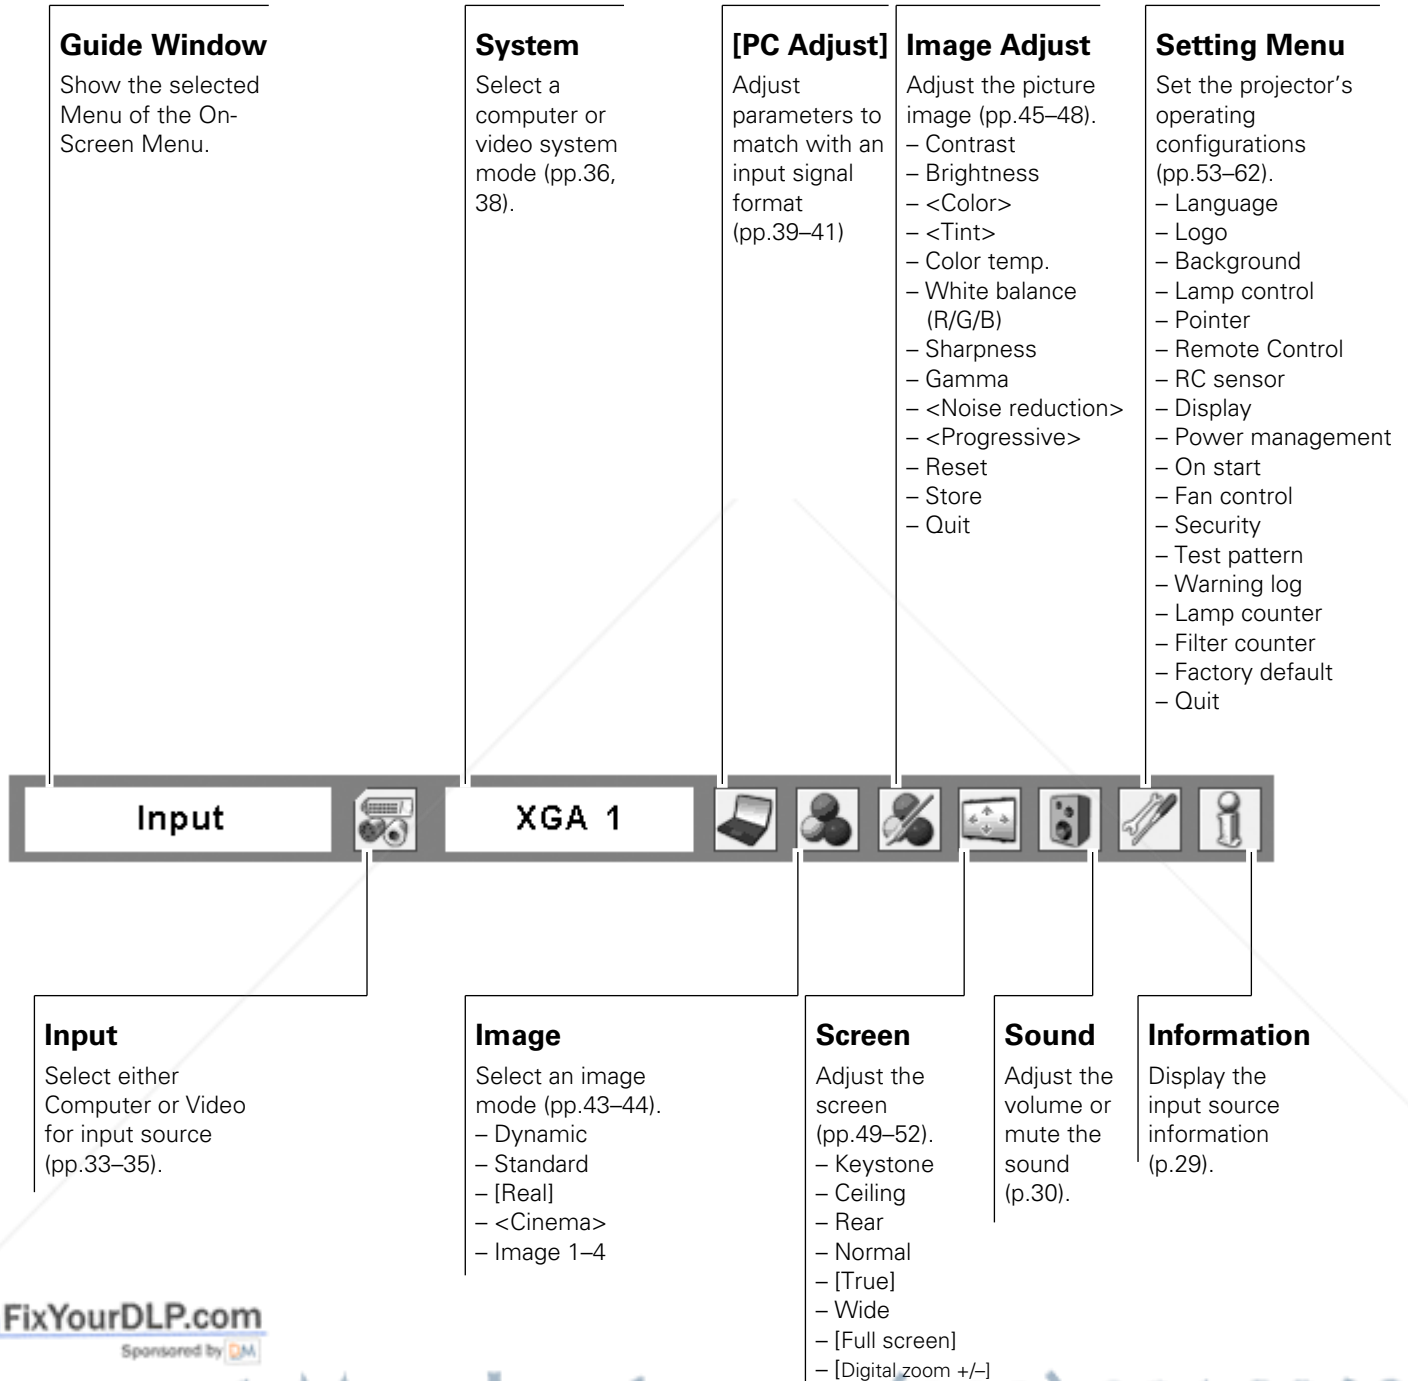 Guide Window
Show the selected
Menu of the On-
Screen Menu.
System
Select a
computer or
video system
mode (pp.36,
38).
[PC Adjust]
Adjust
parameters to
match with an
input signal
format
(pp.39–41)
Image Adjust
Adjust the picture
image (pp.45–48).
– Contrast
– Brightness
– <Color>
– <Tint>
– Color temp.
– White balance
(R/G/B)
– Sharpness
– Gamma
– <Noise reduction>
– <Progressive>
– Reset
– Store
– Quit
Setting Menu
Set the projector’s
operating
configurations
(pp.53–62).
– Language
– Logo
– Background
– Lamp control
– Pointer
– Remote Control
– RC sensor
– Display
– Power management
– On start
– Fan control
– Security
– Test pattern
– Warning log
– Lamp counter
– Filter counter
– Factory default
– Quit
Input
XGA 1
Input
Select either
Computer or Video
for input source
(pp.33–35).
Image
Select an image
mode (pp.43–44).
– Dynamic
– Standard
– [Real]
– <Cinema>
– Image 1–4
Screen
Adjust the
screen
(pp.49–52).
– Keystone
– Ceiling
– Rear
– Normal
– [True]
– Wide
– [Full screen]
– [Digital zoom +/–]
Sound
Adjust the
volume or
mute the
sound
(p.30).
Information
Display the
input source
information
(p.29).
FixYourDLP.com
Sponsored by DM